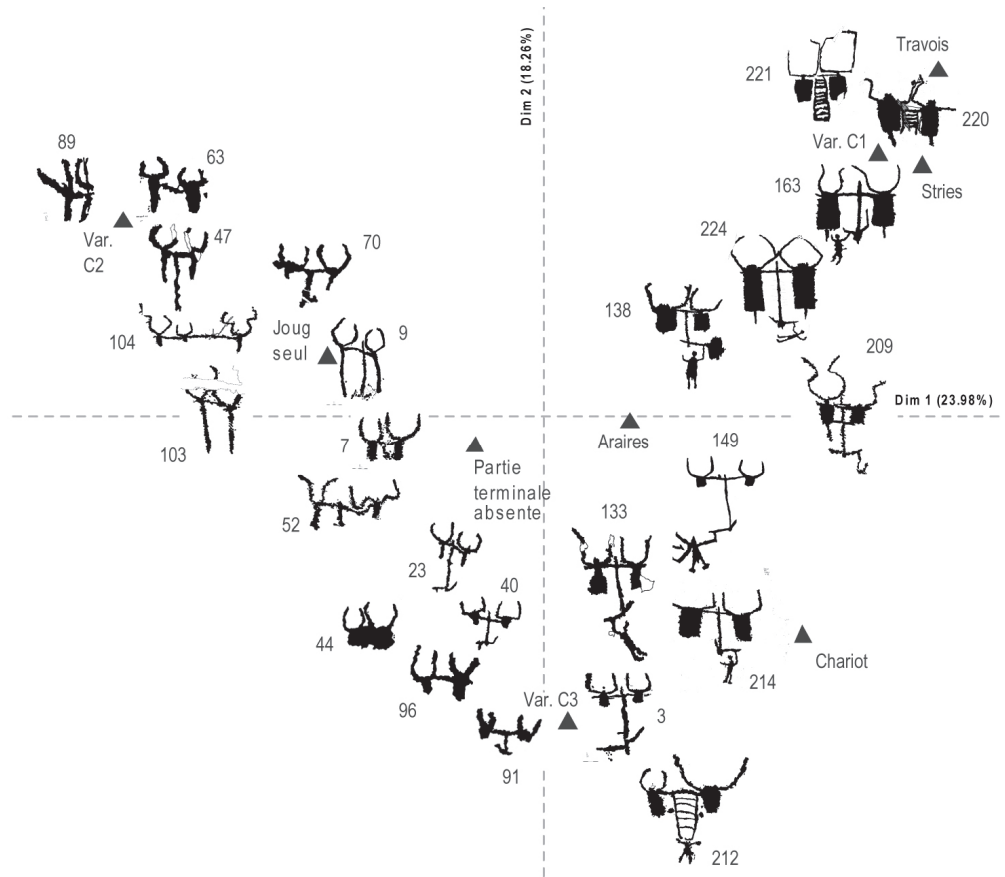 Dim 2 (18.26%)
Travois
221
220
Var. C1
89
63
163
Stries
47
224
Var.
C2
70
138
104
Joug
seul
9
209
Dim 1 (23.98%)
7
Araires
149
103
Partie
terminale
absente
52
133
23
40
44
Chariot
214
96
Var. C3
3
91
212